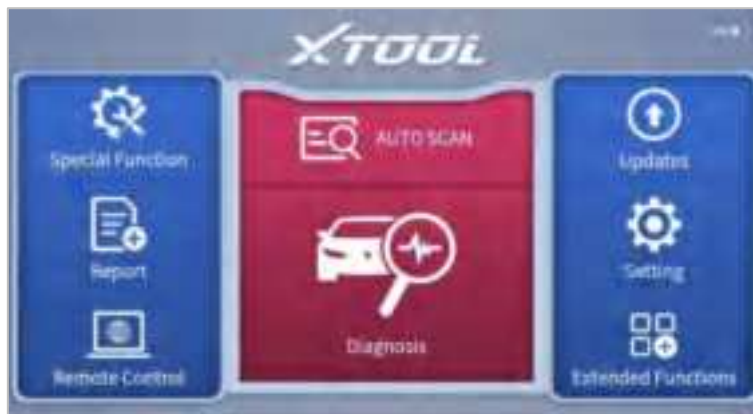 XTOOL
Special Function
Report
Remote Control
AUTO SCAN
Diagnosis
Updates
Setting
Extended Functions